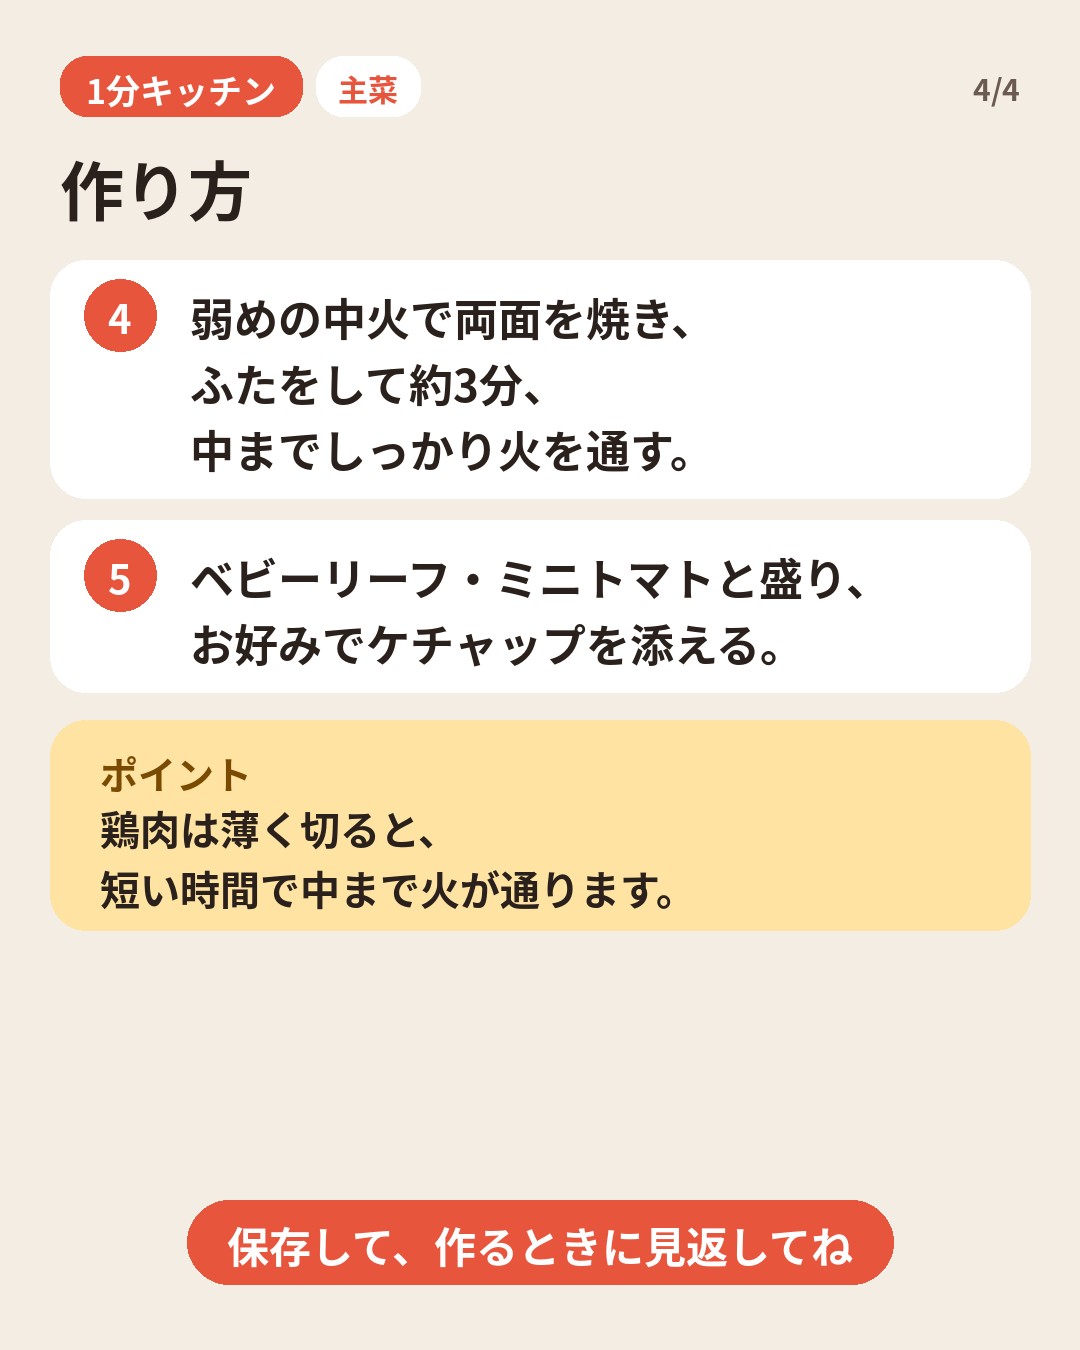 1分キッチン
主菜
4/4
作り方
4
弱めの中火で両面を焼き、
ふたをして約3分、
中までしっかり火を通す。
5
ベビーリーフ・ミニトマトと盛り、
お好みでケチャップを添える。
ポイント
鶏肉は薄く切ると、
短い時間で中まで火が通ります。
保存して、作るときに見返してね